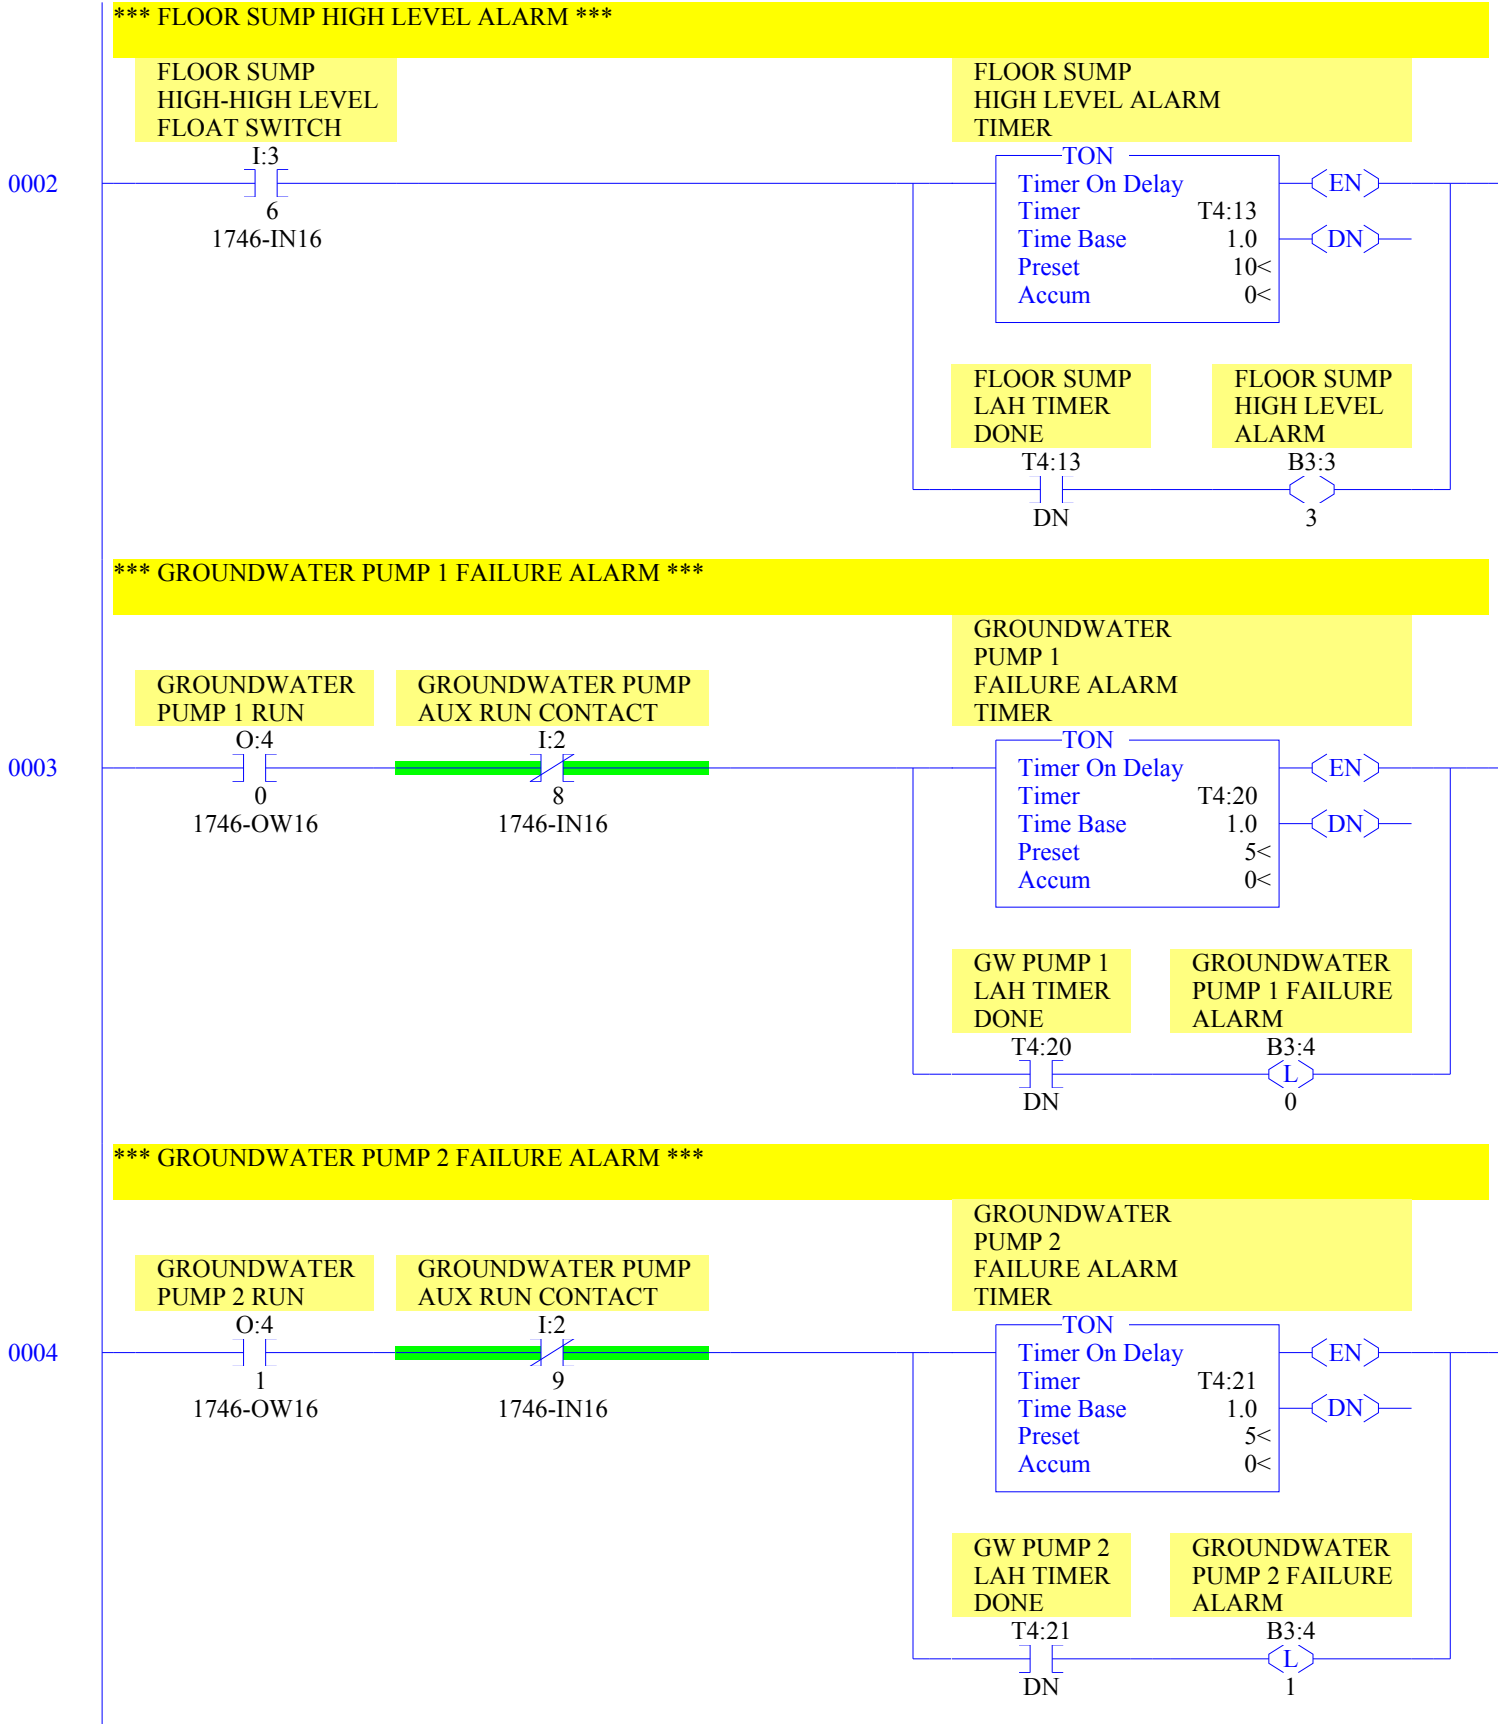 *** FLOOR SUMP HIGH LEVEL ALARM ***
FLOOR SUMP
HIGH-HIGH LEVEL
FLOAT SWITCH
I:3
6
1746-IN16
0002
FLOOR SUMP
HIGH LEVEL ALARM
TIMER
TON
Timer On Delay
Timer T4:13
Time Base 1.0
Preset 10<
Accum 0<
EN
DN
FLOOR SUMP
LAH TIMER
DONE
T4:13
DN
FLOOR SUMP
HIGH LEVEL
ALARM
B3:3
3
*** GROUNDWATER PUMP 1 FAILURE ALARM ***
GROUNDWATER
PUMP 1 RUN
O:4
0
1746-OW16
0003
GROUNDWATER PUMP
AUX RUN CONTACT
I:2
8
1746-IN16
GROUNDWATER
PUMP 1
FAILURE ALARM
TIMER
TON
Timer On Delay
Timer T4:20
Time Base 1.0
Preset 5<
Accum 0<
EN
DN
GW PUMP 1
LAH TIMER
DONE
T4:20
DN
GROUNDWATER
PUMP 1 FAILURE
ALARM
B3:4
L
0
*** GROUNDWATER PUMP 2 FAILURE ALARM ***
GROUNDWATER
PUMP 2 RUN
O:4
1
1746-OW16
0004
GROUNDWATER PUMP
AUX RUN CONTACT
I:2
9
1746-IN16
GROUNDWATER
PUMP 2
FAILURE ALARM
TIMER
TON
Timer On Delay
Timer T4:21
Time Base 1.0
Preset 5<
Accum 0<
EN
DN
GW PUMP 2
LAH TIMER
DONE
T4:21
DN
GROUNDWATER
PUMP 2 FAILURE
ALARM
B3:4
L
1